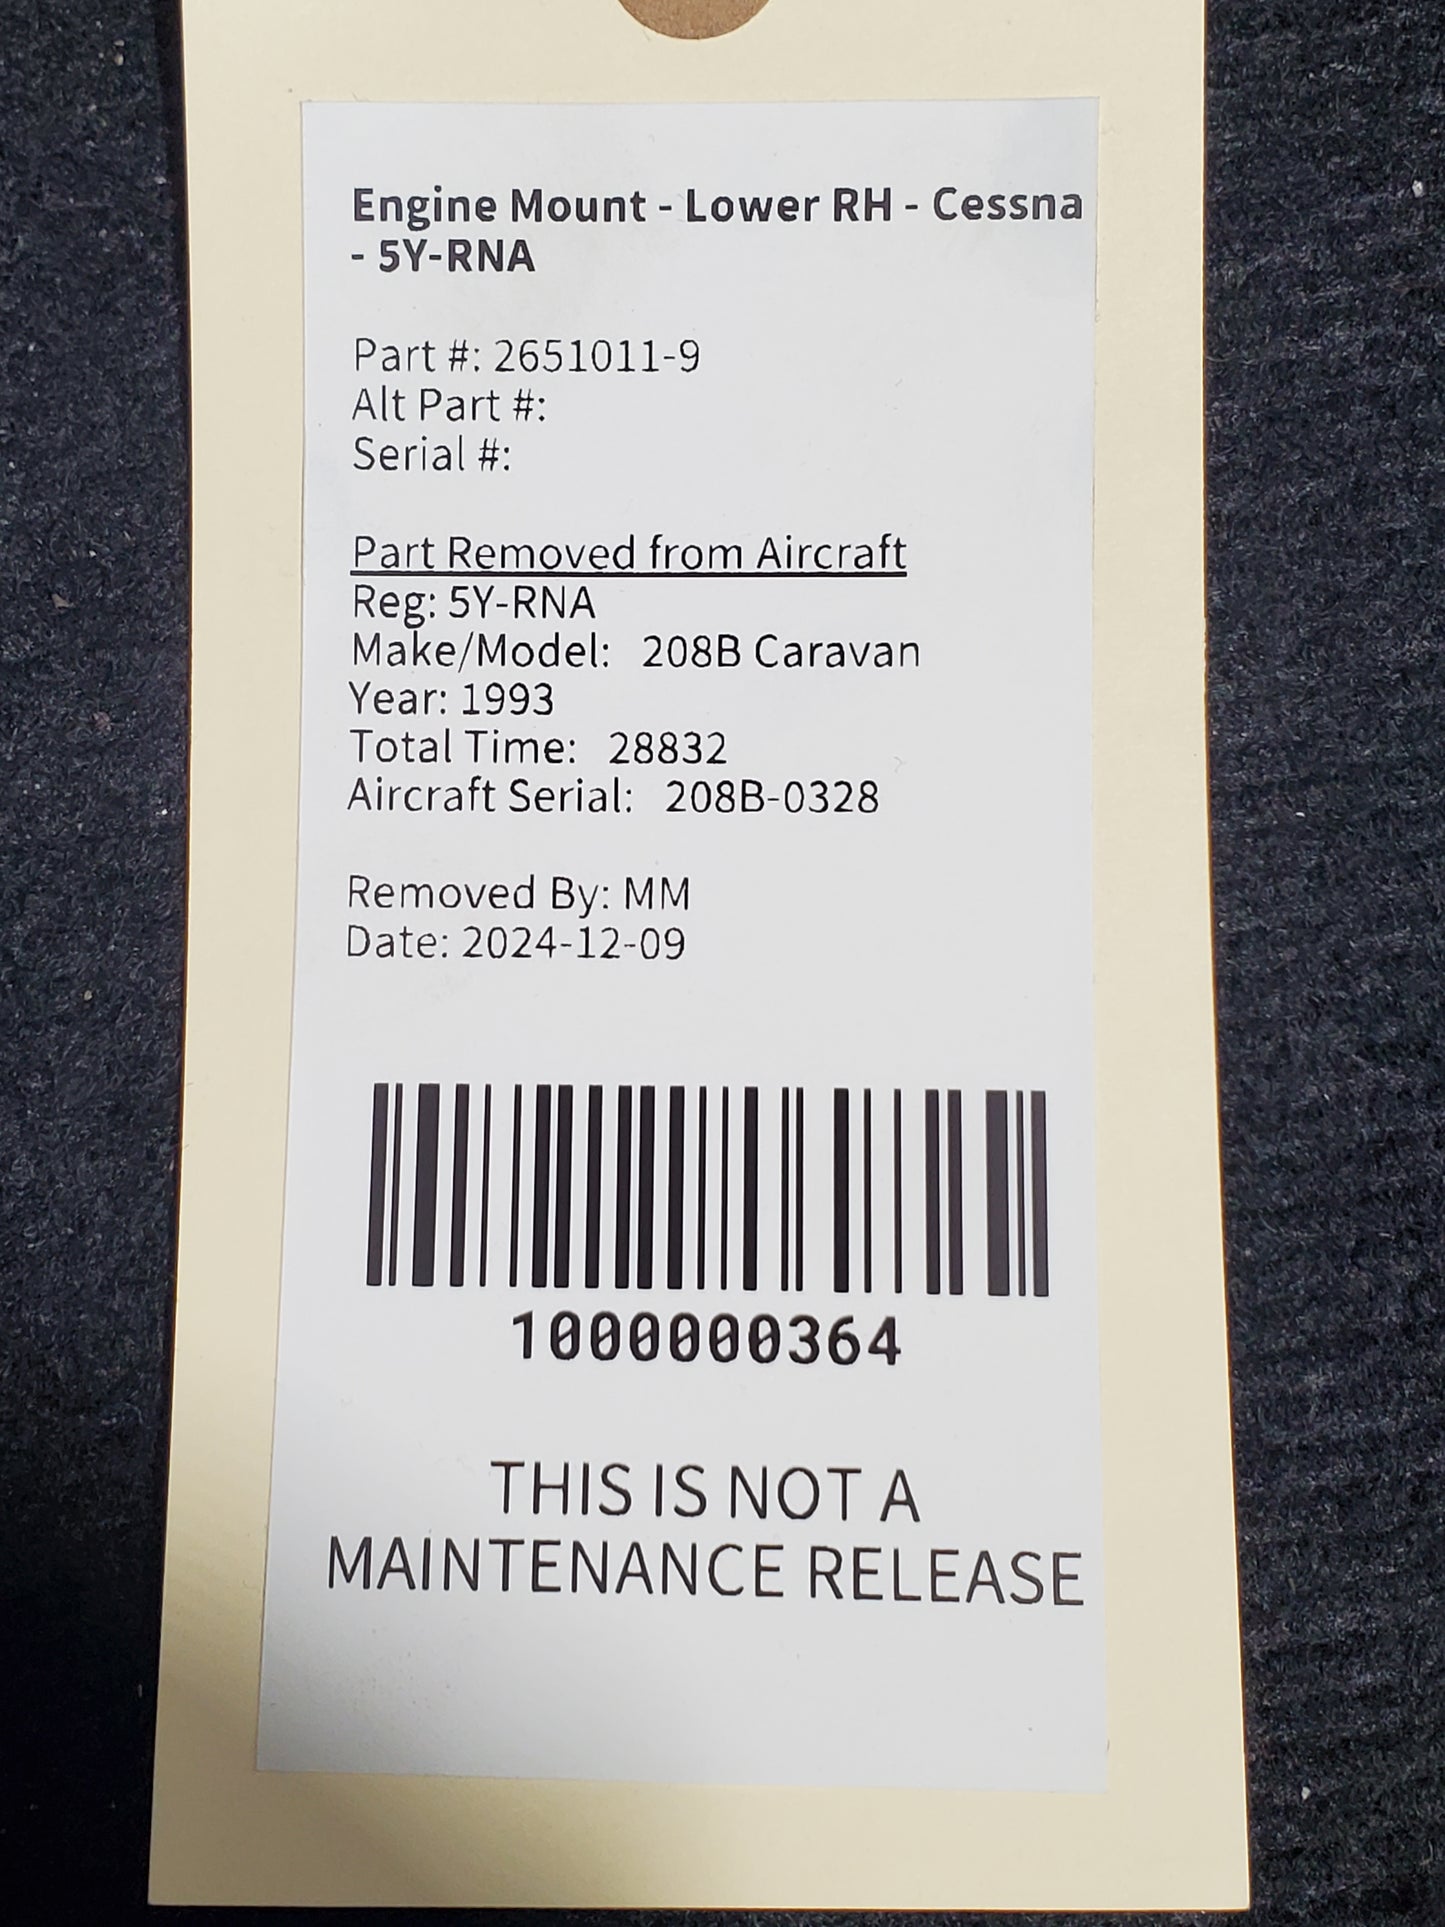 Engine Mount - Lower RH - Cessna
- 5Y-RNA
Part #: 2651011-9
Alt Part #:
Serial #:
Part Removed from Aircraft
Reg: 5Y-RNA
Make/Model: 208B Caravan
Year: 1993
Total Time: 28832
Aircraft Serial: 208B-0328
Removed By: MM
Date: 2024-12-09
1000000364
THIS IS NOT A
MAINTENANCE RELEASE